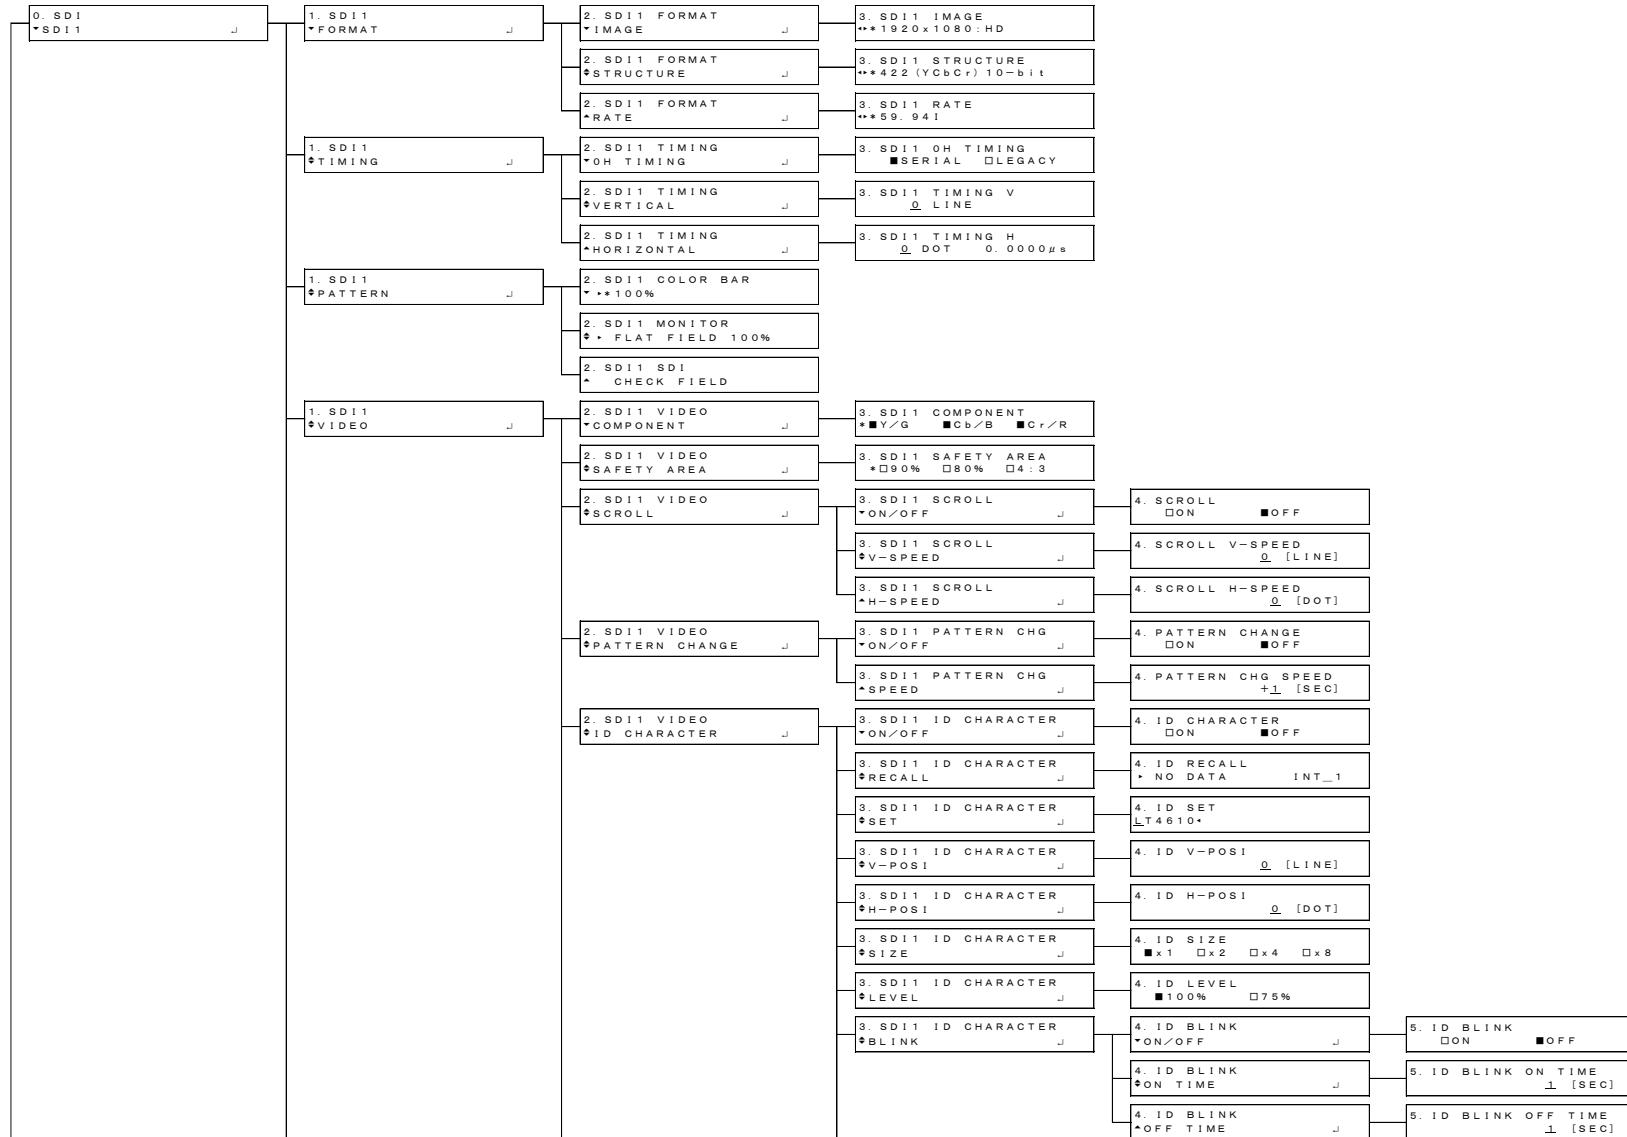 0. SDI
▾SDI1 ↵
1. SDI1
▾FORMAT ↵
2. SDI1 FORMAT
▾IMAGE ↵
3. SDI1 IMAGE
◂▸*1920x1080:HD
2. SDI1 FORMAT
♦STRUCTURE ↵
3. SDI1 STRUCTURE
◂▸*422(YCbCr)10-bit
2. SDI1 FORMAT
▴RATE ↵
3. SDI1 RATE
◂▸*59.94I
1. SDI1
♦TIMING ↵
2. SDI1 TIMING
▾0H TIMING ↵
3. SDI1 0H TIMING
■SERIAL □LEGACY
2. SDI1 TIMING
♦VERTICAL ↵
3. SDI1 TIMING V
0 LINE
2. SDI1 TIMING
▴HORIZONTAL ↵
3. SDI1 TIMING H
0 DOT 0.0000μs
1. SDI1
♦PATTERN ↵
2. SDI1 COLOR BAR
▾ ▸*100%
2. SDI1 MONITOR
♦ ▸ FLAT FIELD 100%
2. SDI1 SDI
▴ CHECK FIELD
1. SDI1
♦VIDEO ↵
2. SDI1 VIDEO
▾COMPONENT ↵
3. SDI1 COMPONENT
*■Y/G ■Cb/B ■Cr/R
2. SDI1 VIDEO
♦SAFETY AREA ↵
3. SDI1 SAFETY AREA
*□90% □80% □4:3
2. SDI1 VIDEO
♦SCROLL ↵
3. SDI1 SCROLL
▾ON/OFF ↵
4. SCROLL
□ON ■OFF
3. SDI1 SCROLL
♦V-SPEED ↵
4. SCROLL V-SPEED
0 [LINE]
3. SDI1 SCROLL
▴H-SPEED ↵
4. SCROLL H-SPEED
0 [DOT]
2. SDI1 VIDEO
♦PATTERN CHANGE ↵
3. SDI1 PATTERN CHG
▾ON/OFF ↵
4. PATTERN CHANGE
□ON ■OFF
3. SDI1 PATTERN CHG
▴SPEED ↵
4. PATTERN CHG SPEED
+1 [SEC]
2. SDI1 VIDEO
♦ID CHARACTER ↵
3. SDI1 ID CHARACTER
▾ON/OFF ↵
4. ID CHARACTER
□ON ■OFF
3. SDI1 ID CHARACTER
♦RECALL ↵
4. ID RECALL
▸ NO DATA INT_1
3. SDI1 ID CHARACTER
♦SET ↵
4. ID SET
LT4610◂
3. SDI1 ID CHARACTER
♦V-POSI ↵
4. ID V-POSI
0 [LINE]
3. SDI1 ID CHARACTER
♦H-POSI ↵
4. ID H-POSI
0 [DOT]
3. SDI1 ID CHARACTER
♦SIZE ↵
4. ID SIZE
■x1 □x2 □x4 □x8
3. SDI1 ID CHARACTER
♦LEVEL ↵
4. ID LEVEL
■100% □75%
3. SDI1 ID CHARACTER
♦BLINK ↵
4. ID BLINK
▾ON/OFF ↵
5. ID BLINK
□ON ■OFF
4. ID BLINK
♦ON TIME ↵
5. ID BLINK ON TIME
1 [SEC]
4. ID BLINK
▴OFF TIME ↵
5. ID BLINK OFF TIME
1 [SEC]